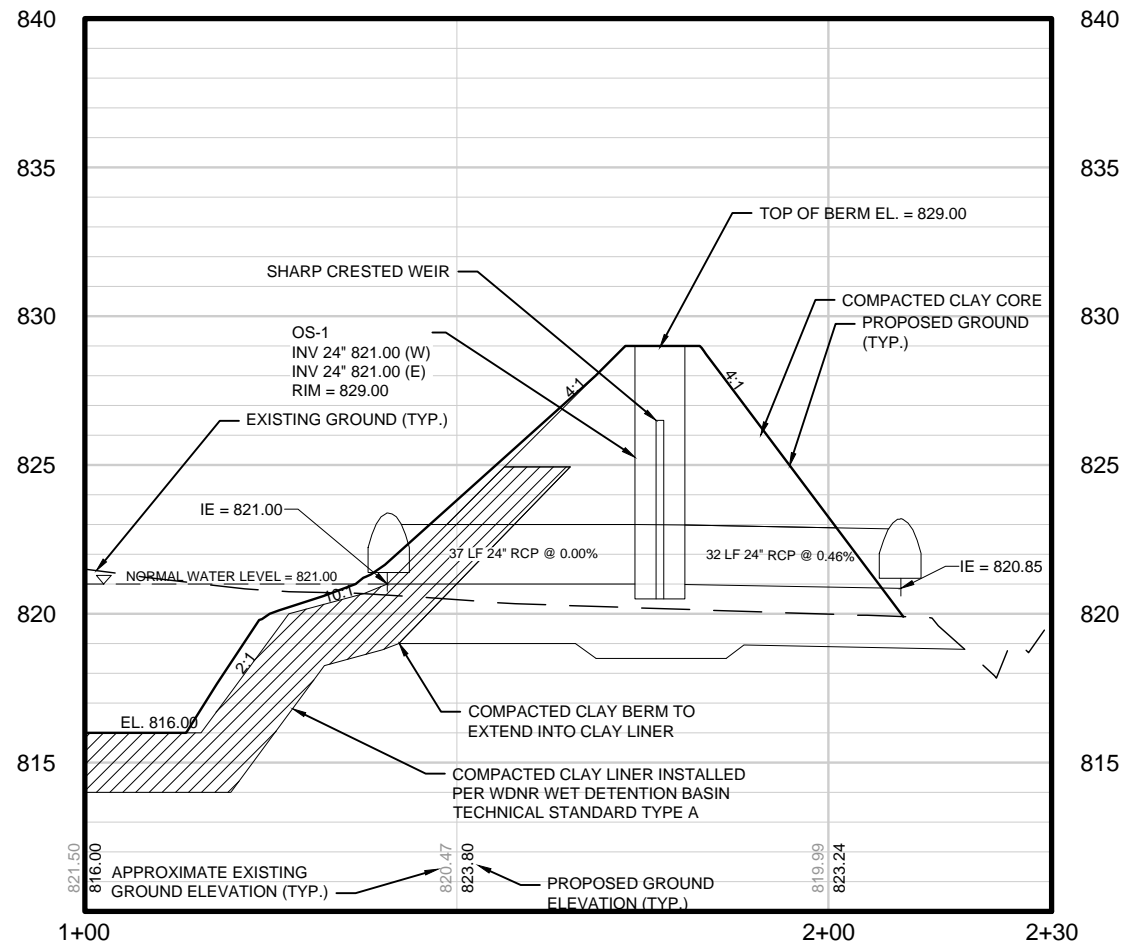 840
840
835
835
TOP OF BERM EL. = 829.00
SHARP CRESTED WEIR
830
COMPACTED CLAY CORE
830
PROPOSED GROUND
(TYP.)
OS-1
INV 24" 821.00 (W)
INV 24" 821.00 (E)
RIM = 829.00
4:1
4:1
EXISTING GROUND (TYP.)
825
825
IE = 821.00
37 LF 24" RCP @ 0.00%
32 LF 24" RCP @ 0.46%
NORMAL WATER LEVEL = 821.00
IE = 820.85
10:1
820
820
2:1
EL. 816.00
COMPACTED CLAY BERM TO
EXTEND INTO CLAY LINER
815
815
COMPACTED CLAY LINER INSTALLED
PER WDNR WET DETENTION BASIN
TECHNICAL STANDARD TYPE A
821.50
816.00
APPROXIMATE EXISTING
GROUND ELEVATION (TYP.)
820.47
823.80
PROPOSED GROUND
ELEVATION (TYP.)
819.99
823.24
1+00
2+00
2+30